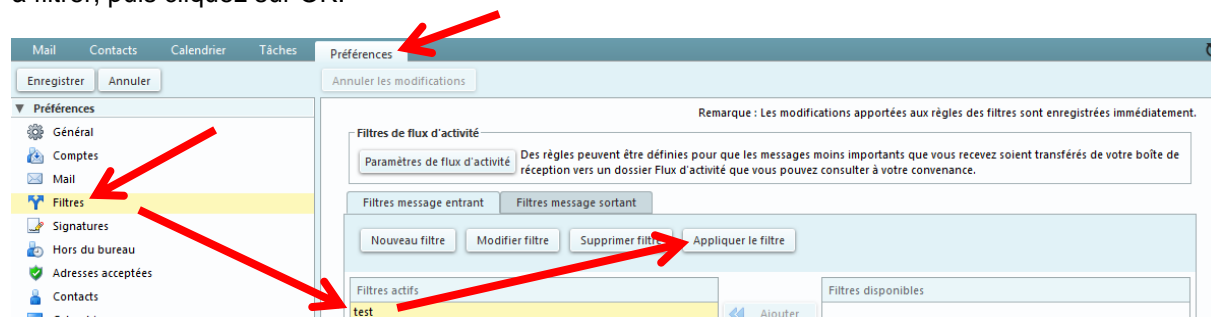 à filtrer, puis cliquez sur OK.
Mail Contacts Calendrier Tâches Préférences
Enregistrer Annuler Annuler les modifications
Préférences
Remarque : Les modifications apportées aux règles des filtres sont enregistrées immédiatement.
Général
Filtres de flux d'activité
Comptes
Paramètres de flux d'activité
Des règles peuvent être définies pour que les messages moins importants que vous recevez soient transférés de votre boîte de
réception vers un dossier Flux d'activité que vous pouvez consulter à votre convenance.
Mail
Filtres
Filtres message entrant Filtres message sortant
Signatures
Hors du bureau
Nouveau filtre Modifier filtre Supprimer filtre Appliquer le filtre
Adresses acceptées
Contacts
Filtres actifs Filtres disponibles
test
Ajouter